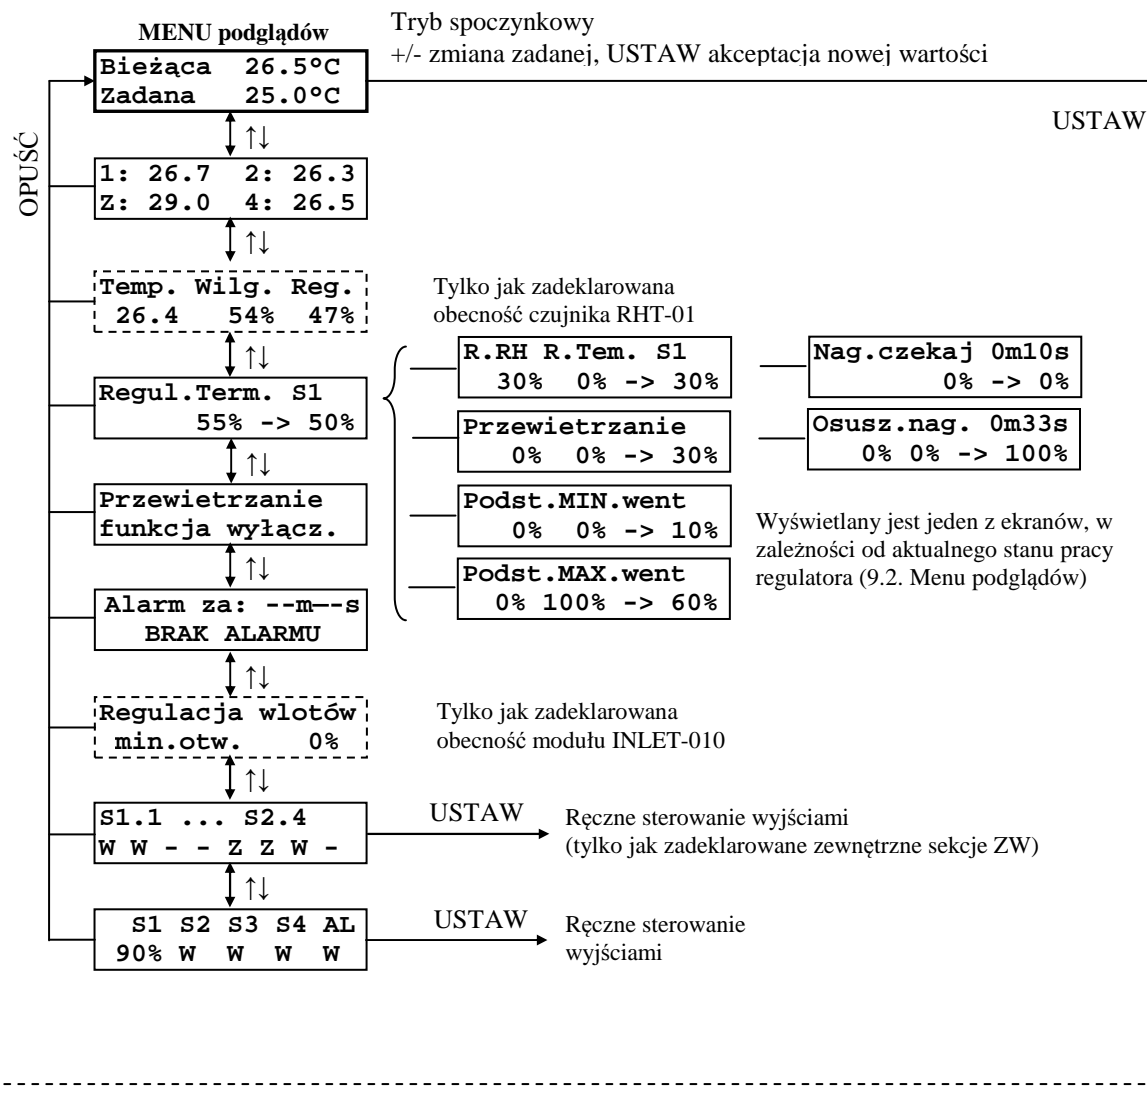 MENU podglądów
Tryb spoczynkowy
+/- zmiana zadanej, USTAW akceptacja nowej wartości
Bieżąca 26.5°C
Zadana 25.0°C
USTAW
OPUŚĆ
↑↓
1: 26.7 2: 26.3
Z: 29.0 4: 26.5
↑↓
Temp. Wilg. Reg.
26.4 54% 47%
Tylko jak zadeklarowana
obecność czujnika RHT-01
↑↓
Regul.Term. S1
55% -> 50%
R.RH R.Tem. S1
30% 0% -> 30%
Nag.czekaj 0m10s
0% -> 0%
↑↓
Przewietrzanie
0% 0% -> 30%
Osusz.nag. 0m33s
0% 0% -> 100%
Przewietrzanie
funkcja wyłącz.
Podst.MIN.went
0% 0% -> 10%
Wyświetlany jest jeden z ekranów, w
zależności od aktualnego stanu pracy
regulatora (9.2. Menu podglądów)
↑↓
Alarm za: --m—-s
BRAK ALARMU
Podst.MAX.went
0% 100% -> 60%
↑↓
Regulacja wlotów
min.otw. 0%
Tylko jak zadeklarowana
obecność modułu INLET-010
↑↓
S1.1 ... S2.4
W W - - Z Z W -
USTAW
Ręczne sterowanie wyjściami
(tylko jak zadeklarowane zewnętrzne sekcje ZW)
↑↓
S1 S2 S3 S4 AL
90% W W W W
USTAW
Ręczne sterowanie
wyjściami